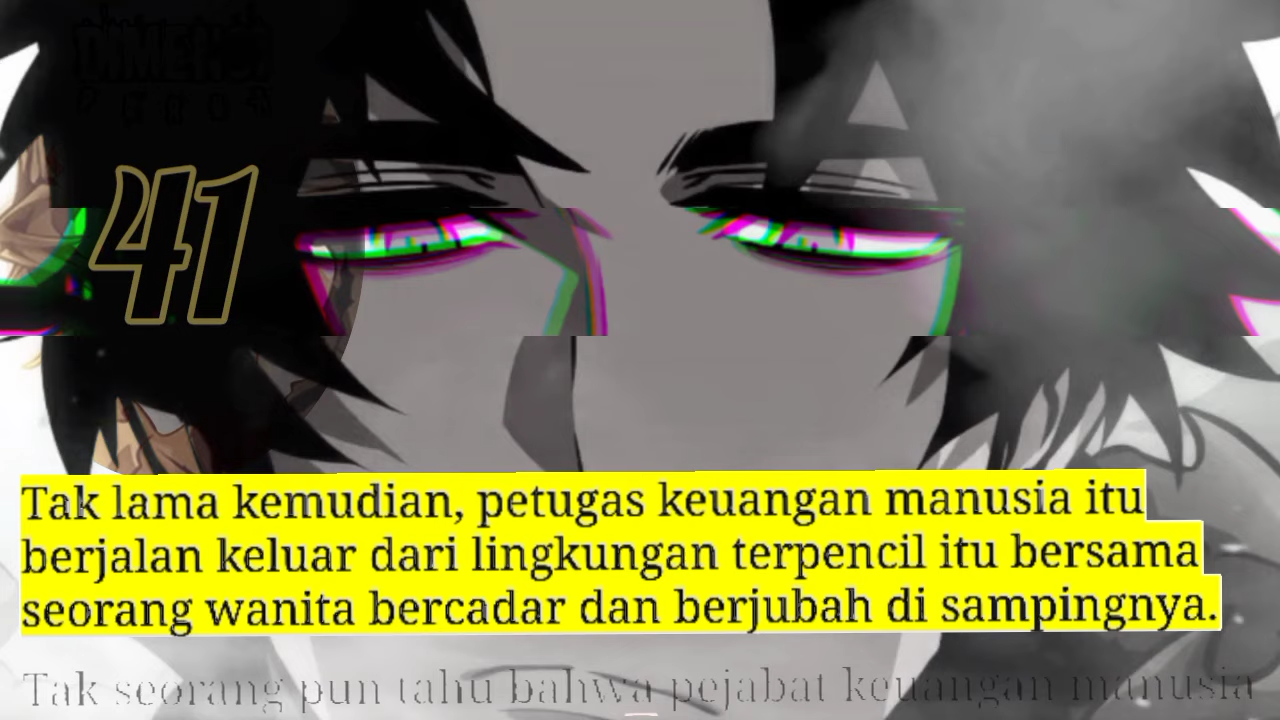 41
Tak lama kemudian, petugas keuangan manusia itu
berjalan keluar dari lingkungan terpencil itu bersama
seorang wanita bercadar dan berjubah di sampingnya.
Tak seorang pun tahu bahwa pejabat keuangan manusia